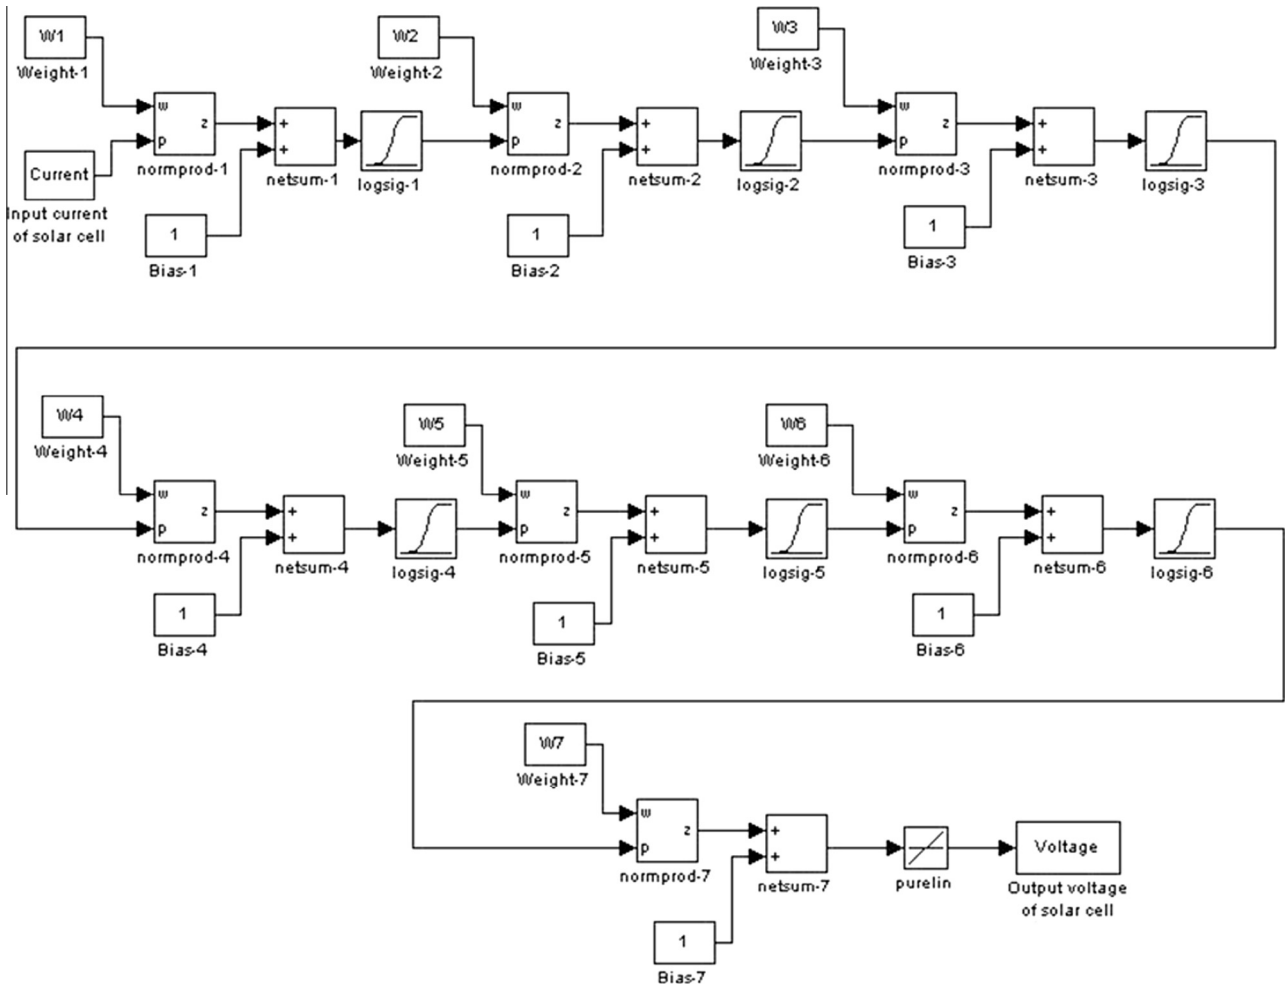 W1
Weight-1
W2
Weight-2
W3
Weight-3
w
p
z
normprod-1
+
+
netsum-1
logsig-1
w
p
z
normprod-2
+
+
netsum-2
logsig-2
w
p
z
normprod-3
+
+
netsum-3
logsig-3
Current
Input current
of solar cell
1
Bias-1
1
Bias-2
1
Bias-3
W4
Weight-4
W5
Weight-5
W6
Weight-6
w
p
z
normprod-4
+
+
netsum-4
logsig-4
w
p
z
normprod-5
+
+
netsum-5
logsig-5
w
p
z
normprod-6
+
+
netsum-6
logsig-6
1
Bias-4
1
Bias-5
1
Bias-6
W7
Weight-7
w
p
z
normprod-7
+
+
netsum-7
purelin
Voltage
Output voltage
of solar cell
1
Bias-7